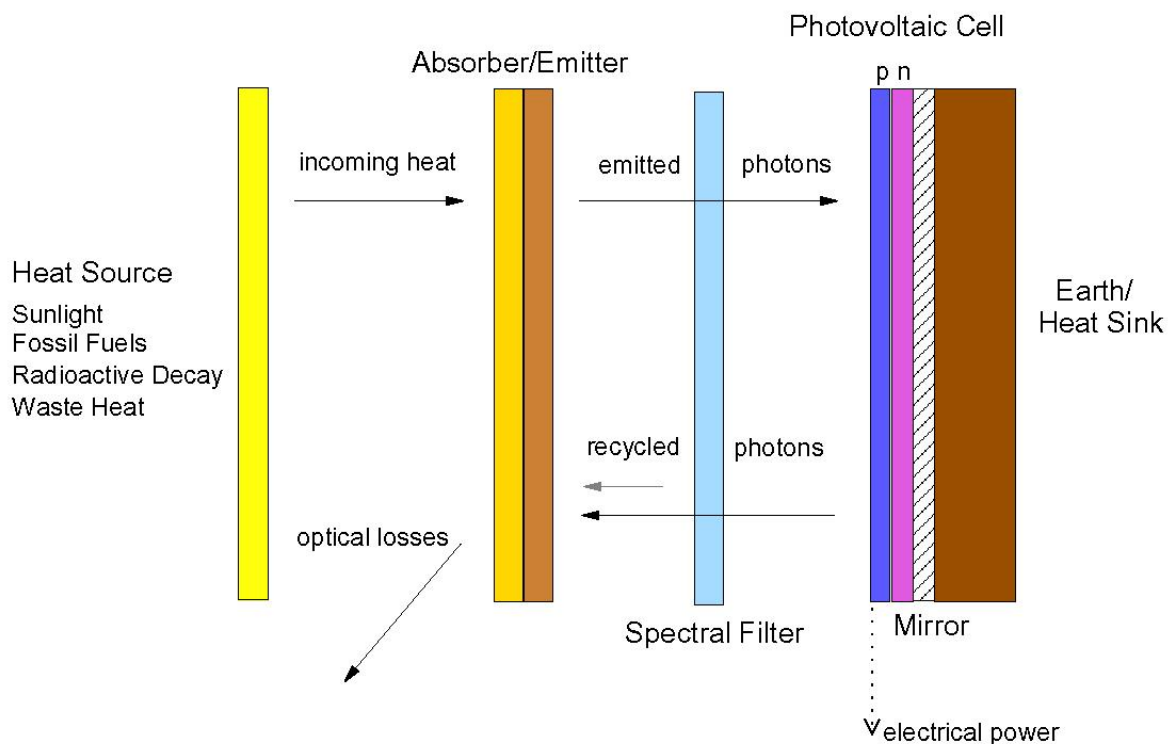 Photovoltaic Cell
Absorber/Emitter
p n
incoming heat
emitted photons
Heat Source
Sunlight
Fossil Fuels
Radioactive Decay
Waste Heat
Earth/
Heat Sink
recycled photons
optical losses
Spectral Filter
Mirror
electrical power